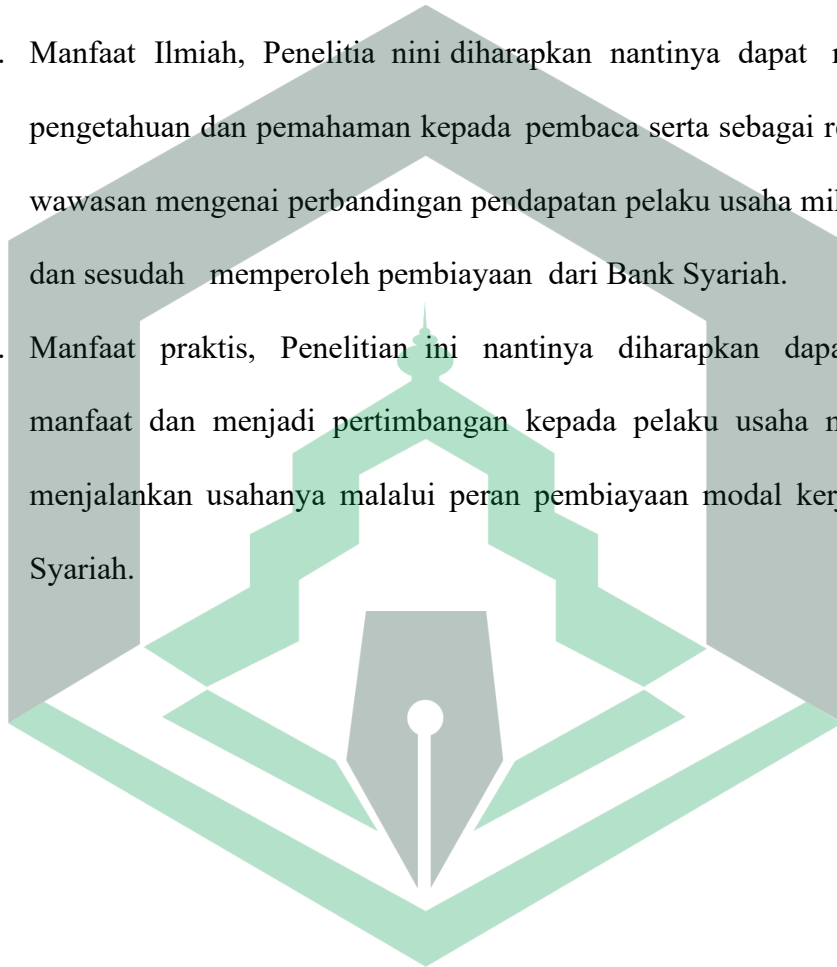 . Manfaat Ilmiah, Penelitia nini diharapkan nantinya dapat
pengetahuan dan pemahaman kepada pembaca serta sebagai
wawasan mengenai perbandingan pendapatan pelaku usaha
dan sesudah memperoleh pembiayaan dari Bank Syariah.
. Manfaat praktis, Penelitian ini nantinya diharapkan
manfaat dan menjadi pertimbangan kepada pelaku usaha
menjalankan usahanya malalui peran pembiayaan modal
Syariah.